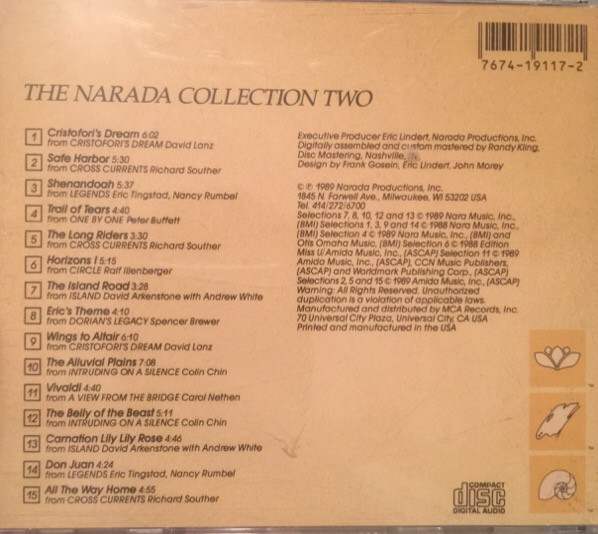 7674-19117-2
THE NARADA COLLECTION TWO
1 Cristofori's Dream 6:02
from CRISTOFORI'S DREAM David Lanz
2 Safe Harbor 5:30
from CROSS CURRENTS Richard Souther
3 Shenandoah 5:37
from LEGENDS Eric Tingstad, Nancy Rumbel
4 Trail of Tears 4:40
from ONE BY ONE Peter Buffett
5 The Long Riders 3:30
from CROSS CURRENTS Richard Souther
6 Horizons I 5:15
from CIRCLE Ralf Illenberger
7 The Island Road 3:28
from ISLAND David Arkenstone with Andrew White
8 Eric's Theme 4:10
from DORIAN'S LEGACY Spencer Brewer
9 Wings to Altair 6:10
from CRISTOFORI'S DREAM David Lanz
10 The Alluvial Plains 7:08
from INTRUDING ON A SILENCE Colin Chin
11 Vivaldi 4:40
from A VIEW FROM THE BRIDGE Carol Nethen
12 The Belly of the Beast 5:11
from INTRUDING ON A SILENCE Colin Chin
13 Carnation Lily Lily Rose 4:46
from ISLAND David Arkenstone with Andrew White
14 Don Juan 4:24
from LEGENDS Eric Tingstad, Nancy Rumbel
15 All The Way Home 4:55
from CROSS CURRENTS Richard Souther
Executive Producer Eric Lindert, Narada Productions, Inc.
Digitally assembled and custom mastered by Randy Kling,
Disc Mastering, Nashville,
Design by Frank Gosein, Eric Lindert, John Morey
© ℗ 1989 Narada Productions, Inc.
1845 N. Farwell Ave., Milwaukee, WI 53202 USA
Tel. 414/272/6700
Selections 7, 8, 10, 12 and 13 © 1989 Nara Music, Inc.,
(BMI) Selections 1, 3, 9 and 14 © 1988 Nara Music, Inc.,
(BMI) Selection 4 © 1989 Nara Music, Inc., (BMI) and
Otis Omaha Music, (BMI) Selection 6 © 1988 Edition
Miss U/Amida Music, Inc., (ASCAP) Selection 11 © 1989
Amida Music, Inc., (ASCAP), CCN Music Publishers,
(ASCAP) and Worldmark Publishing Corp., (ASCAP)
Selections 2, 5 and 15 © 1989 Amida Music, Inc., (ASCAP)
Warning: All Rights Reserved. Unauthorized
duplication is a violation of applicable laws.
Manufactured and distributed by MCA Records, Inc.
70 Universal City Plaza, Universal City, CA USA
Printed and manufactured in the USA
COMPACT
disc
DIGITAL AUDIO